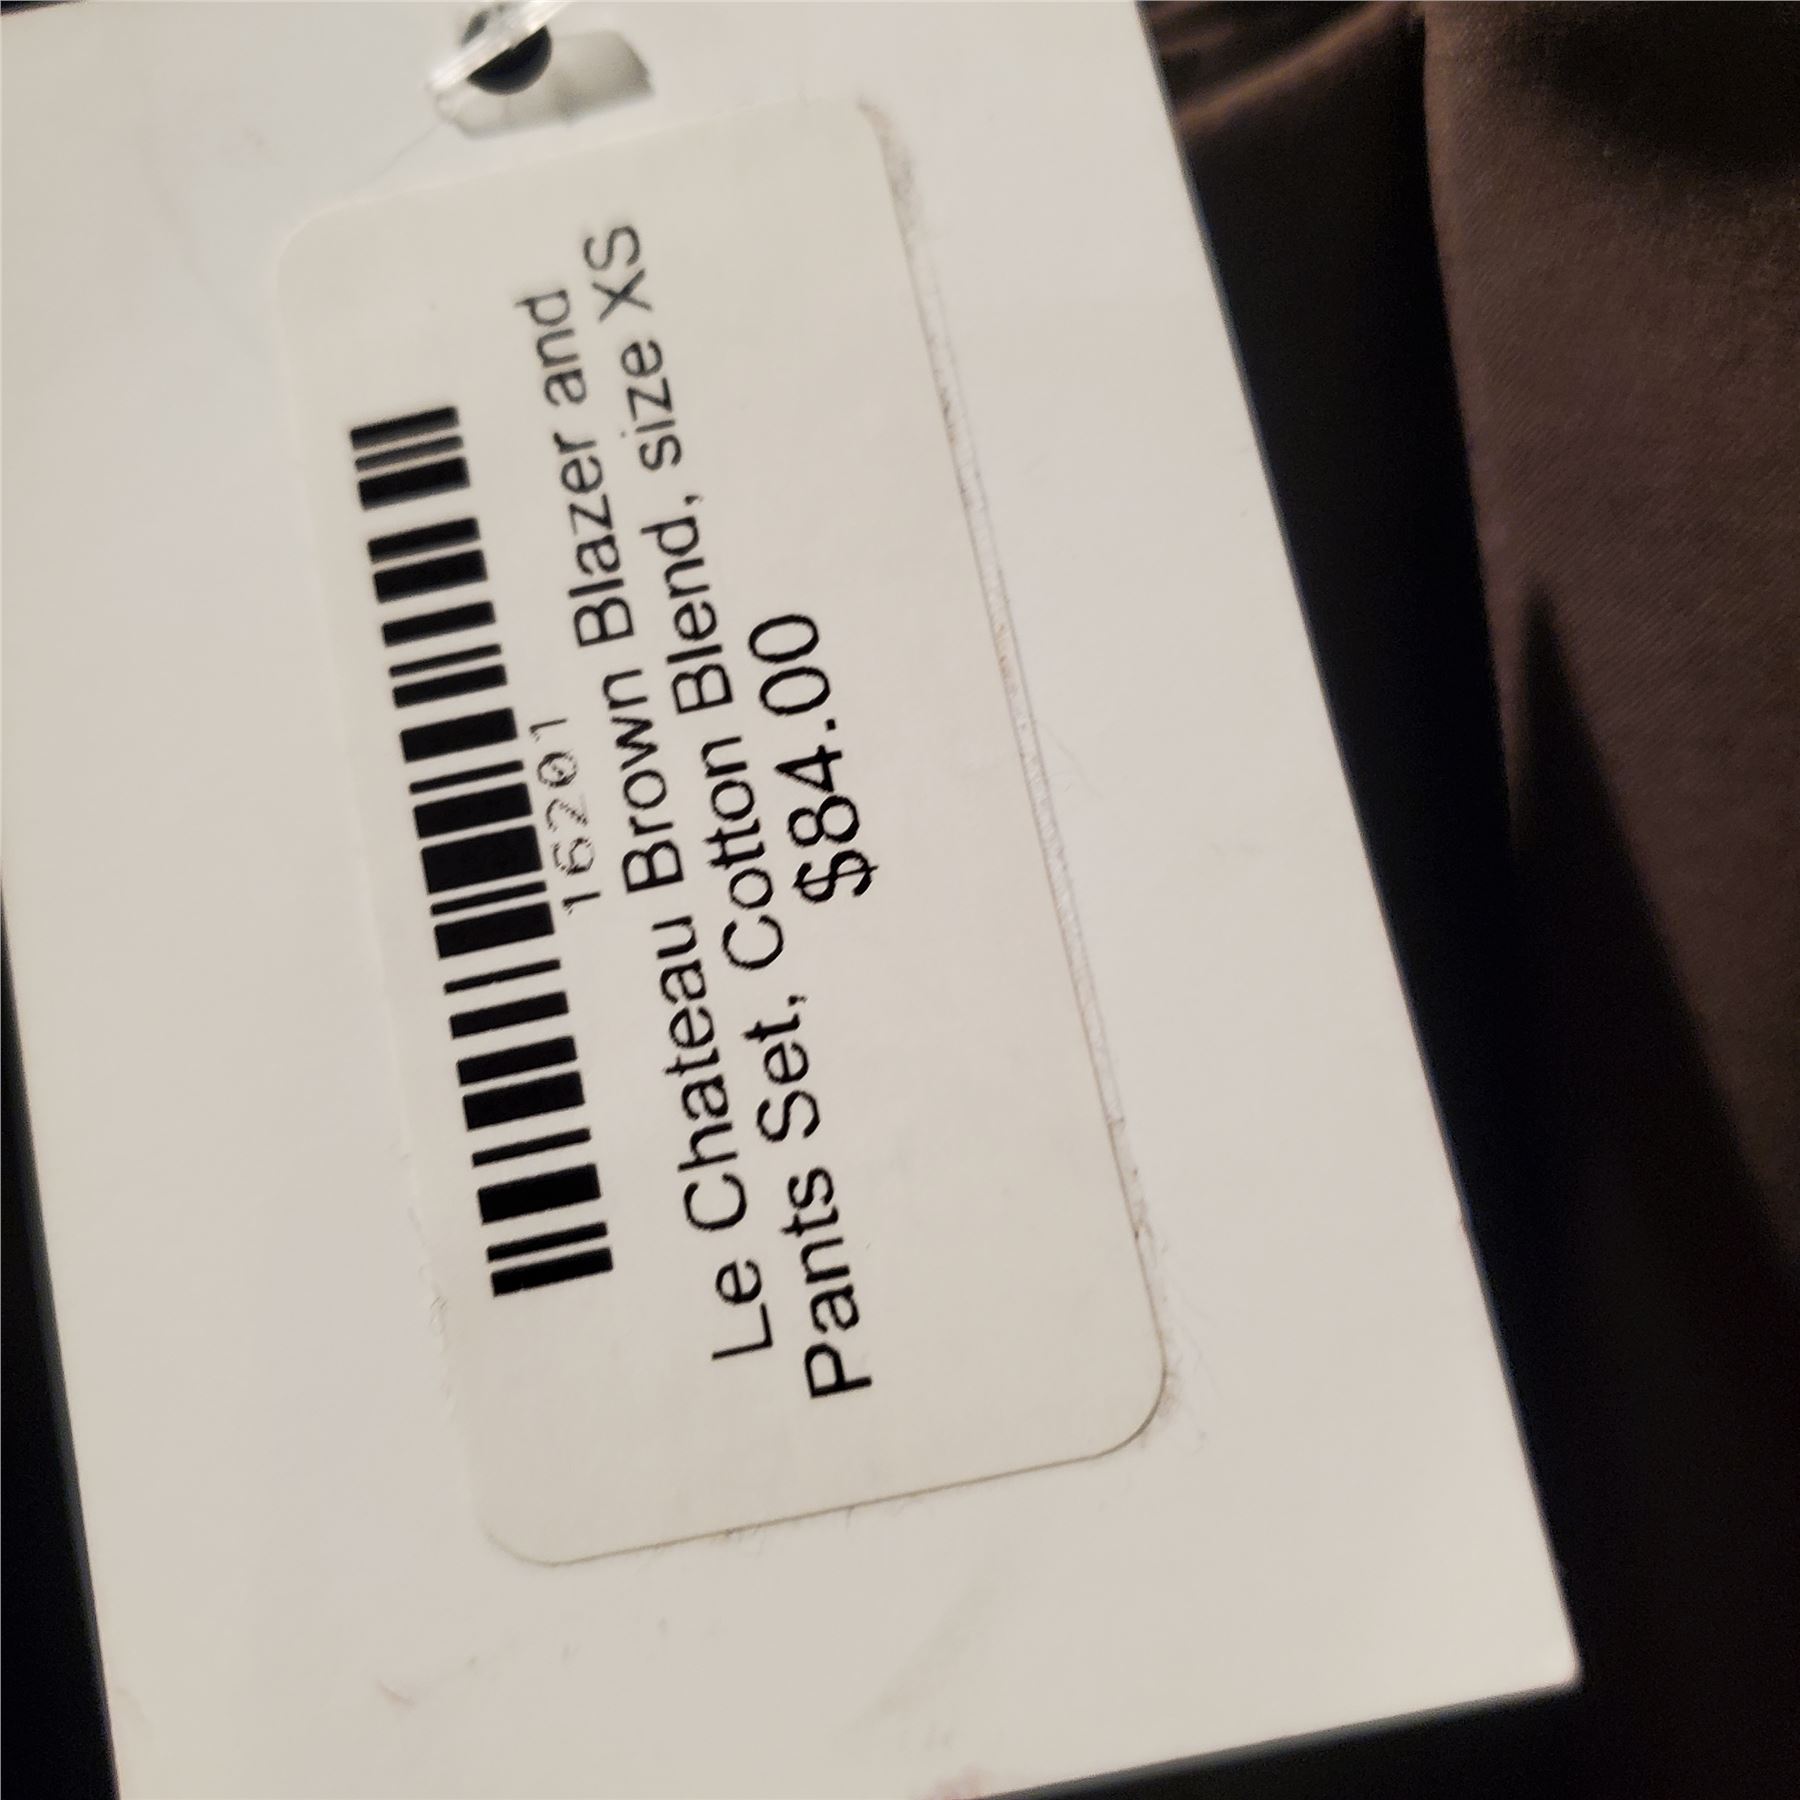 16201
Le Chateau Brown Blazer and
Pants Set, Cotton Blend, size XS
$84.00